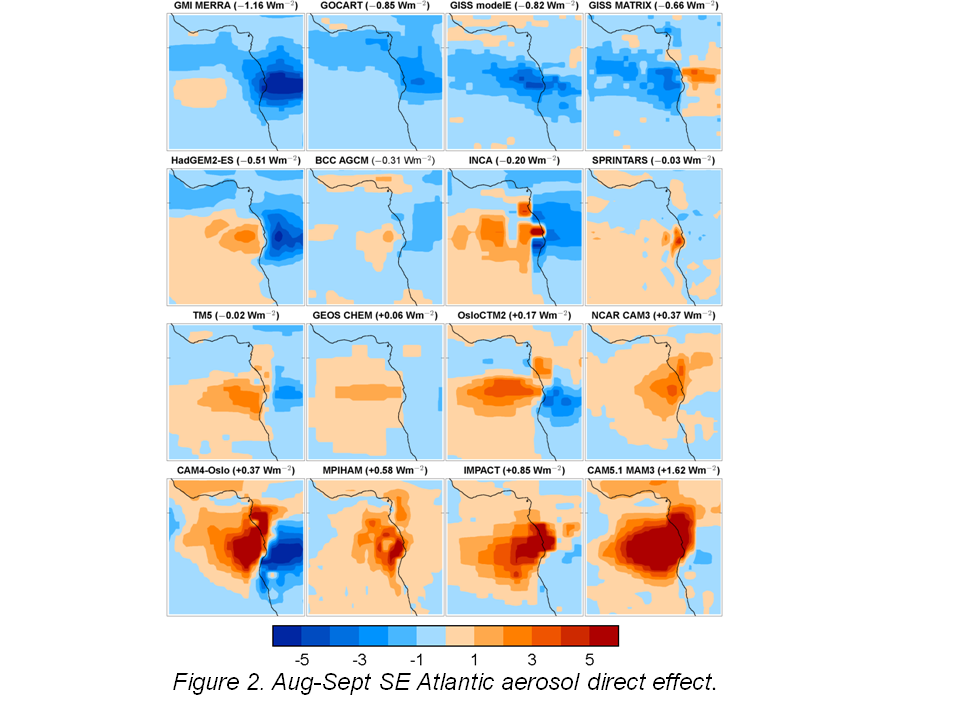 GMI MERRA (−1.16 Wm⁻²) GOCART (−0.85 Wm⁻²) GISS modelE (−0.82 Wm⁻²) GISS MATRIX (−0.66 Wm⁻²)
HadGEM2-ES (−0.51 Wm⁻²) BCC AGCM (−0.31 Wm⁻²) INCA (−0.20 Wm⁻²) SPRINTARS (−0.03 Wm⁻²)
TM5 (−0.02 Wm⁻²) GEOS CHEM (+0.06 Wm⁻²) OsloCTM2 (+0.17 Wm⁻²) NCAR CAM3 (+0.37 Wm⁻²)
CAM4-Oslo (+0.37 Wm⁻²) MPIHAM (+0.58 Wm⁻²) IMPACT (+0.85 Wm⁻²) CAM5.1 MAM3 (+1.62 Wm⁻²)
-5 -3 -1 1 3 5
Figure 2. Aug-Sept SE Atlantic aerosol direct effect.